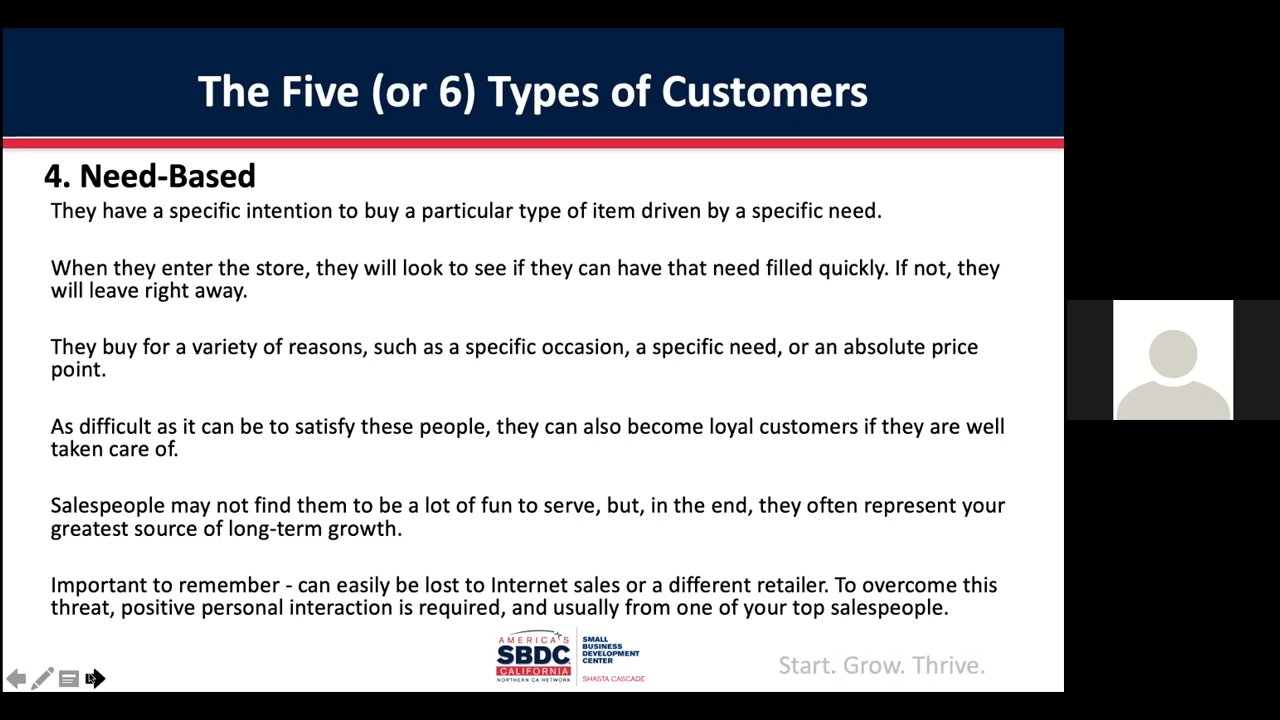 The Five (or 6) Types of Customers
4. Need-Based
They have a specific intention to buy a particular type of item driven by a specific need.
When they enter the store, they will look to see if they can have that need filled quickly. If not, they
will leave right away.
They buy for a variety of reasons, such as a specific occasion, a specific need, or an absolute price
point.
As difficult as it can be to satisfy these people, they can also become loyal customers if they are well
taken care of.
Salespeople may not find them to be a lot of fun to serve, but, in the end, they often represent your
greatest source of long-term growth.
Important to remember - can easily be lost to Internet sales or a different retailer. To overcome this
threat, positive personal interaction is required, and usually from one of your top salespeople.
AMERICA'S
SBDC
CALIFORNIA
NORTHERN CA NETWORK
SMALL
BUSINESS
DEVELOPMENT
CENTER
SHASTA CASCADE
Start. Grow. Thrive.